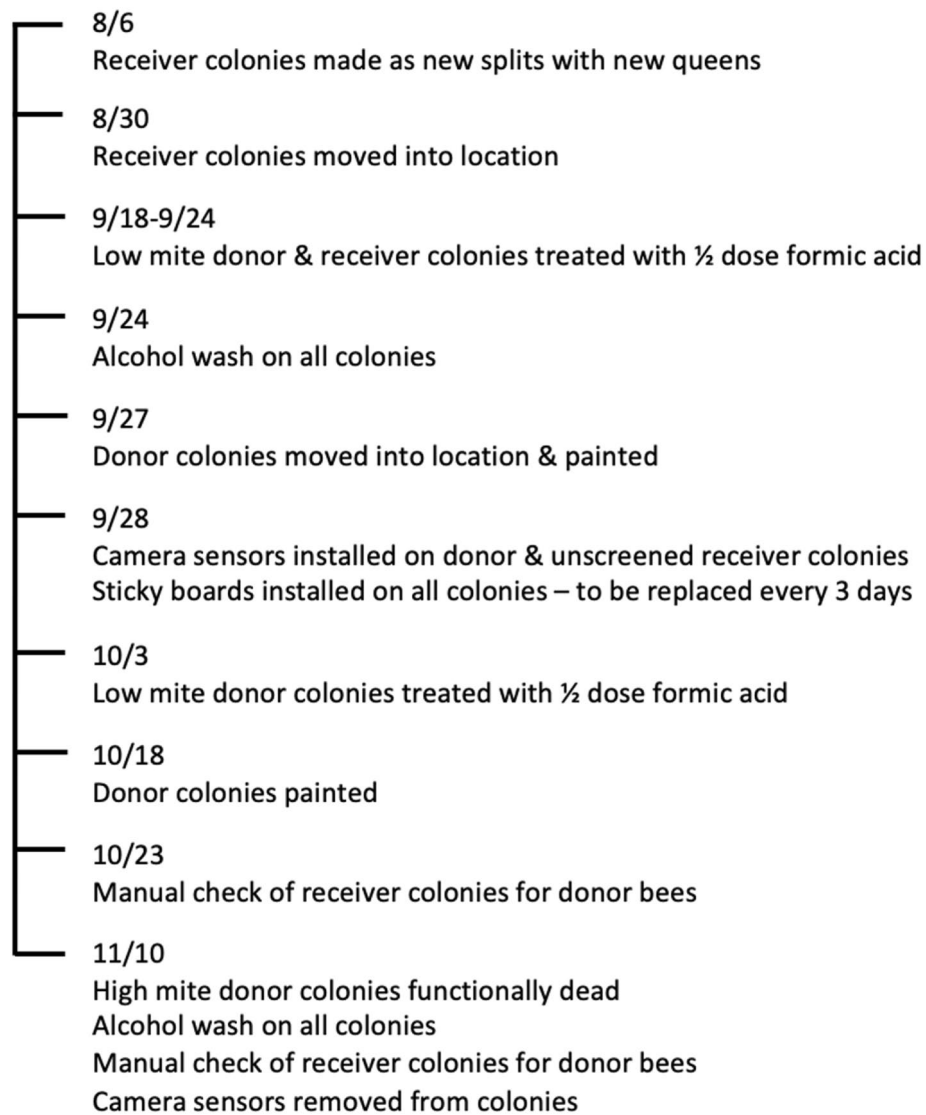 8/6
Receiver colonies made as new splits with new queens
8/30
Receiver colonies moved into location
9/18-9/24
Low mite donor & receiver colonies treated with ½ dose formic acid
9/24
Alcohol wash on all colonies
9/27
Donor colonies moved into location & painted
9/28
Camera sensors installed on donor & unscreened receiver colonies
Sticky boards installed on all colonies – to be replaced every 3 days
10/3
Low mite donor colonies treated with ½ dose formic acid
10/18
Donor colonies painted
10/23
Manual check of receiver colonies for donor bees
11/10
High mite donor colonies functionally dead
Alcohol wash on all colonies
Manual check of receiver colonies for donor bees
Camera sensors removed from colonies